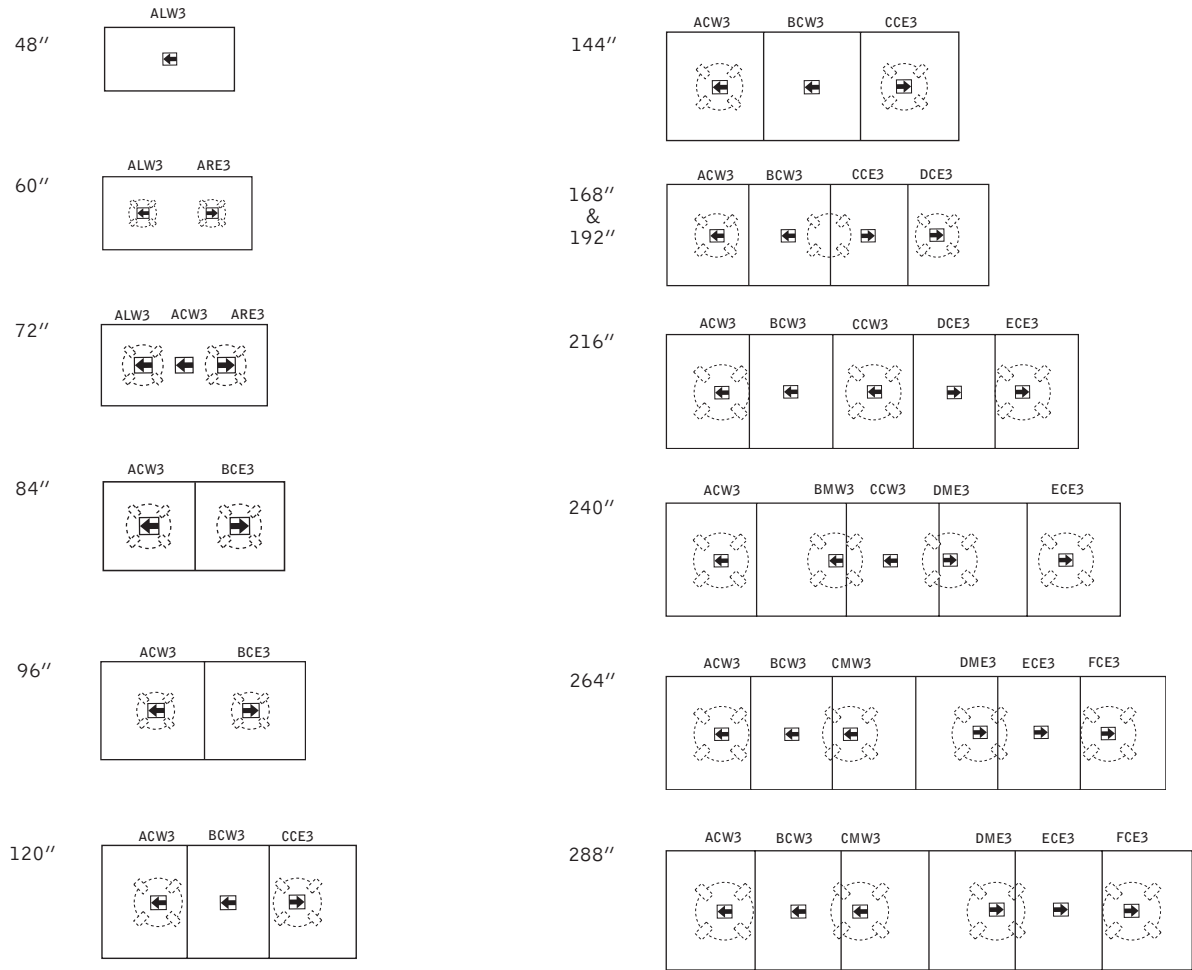 48″
ALW3
60″
ALW3 ARE3
72″
ALW3 ACW3 ARE3
84″
ACW3 BCE3
96″
ACW3 BCE3
120″
ACW3 BCW3 CCE3
144″
ACW3 BCW3 CCE3
168″
&
192″
ACW3 BCW3 CCE3 DCE3
216″
ACW3 BCW3 CCW3 DCE3 ECE3
240″
ACW3 BMW3 CCW3 DME3 ECE3
264″
ACW3 BCW3 CMW3 DME3 ECE3 FCE3
288″
ACW3 BCW3 CMW3 DME3 ECE3 FCE3